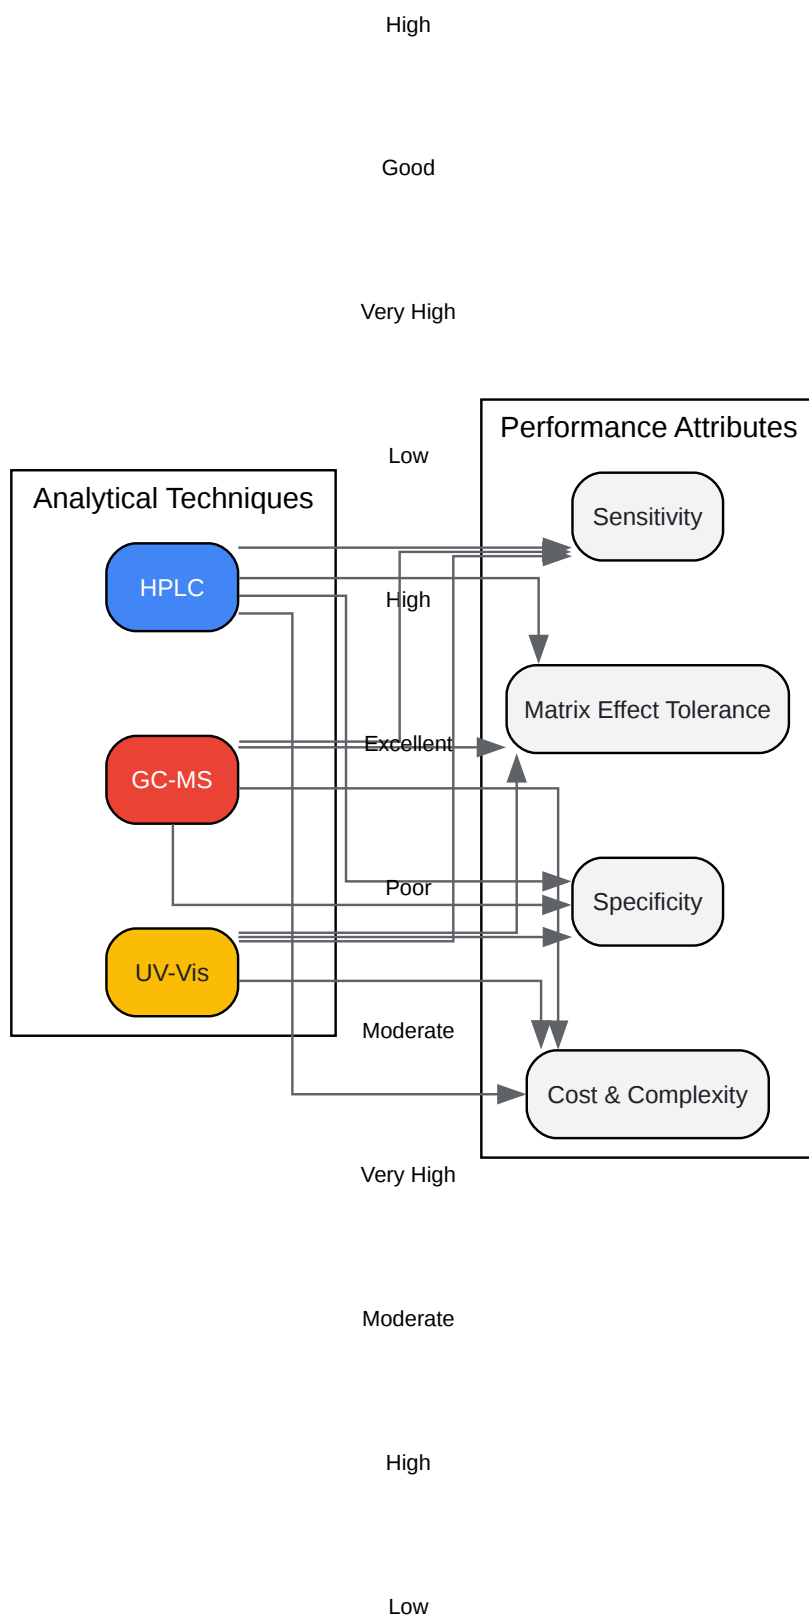 High
Good
Very High
Performance Attributes
Low
Analytical Techniques
Sensitivity
HPLC
High
Matrix Effect Tolerance
Excellent
GC-MS
Poor
Specificity
UV-Vis
Moderate
Cost & Complexity
Very High
Moderate
High
Low